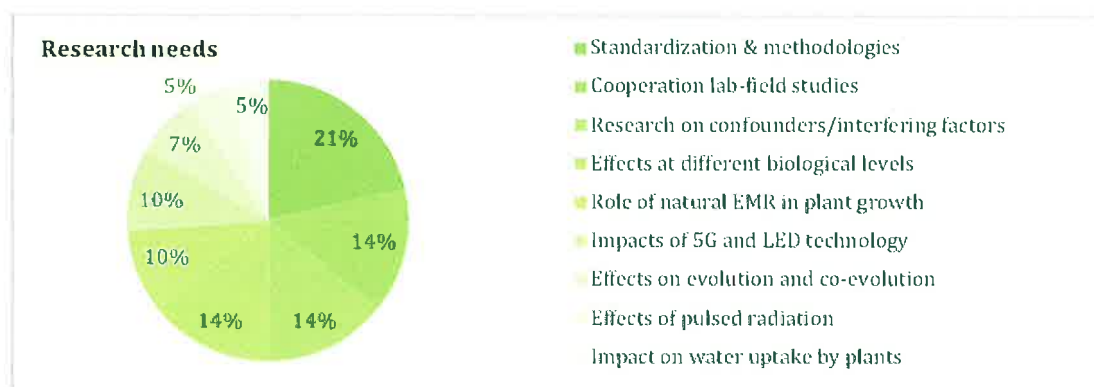 Research needs
5%
5%
21%
7%
10%
14%
10%
14%
14%
Standardization & methodologies
Cooperation lab-field studies
Research on confounders/interfering factors
Effects at different biological levels
Role of natural EMR in plant growth
Impacts of 5G and LED technology
Effects on evolution and co-evolution
Effects of pulsed radiation
Impact on water uptake by plants